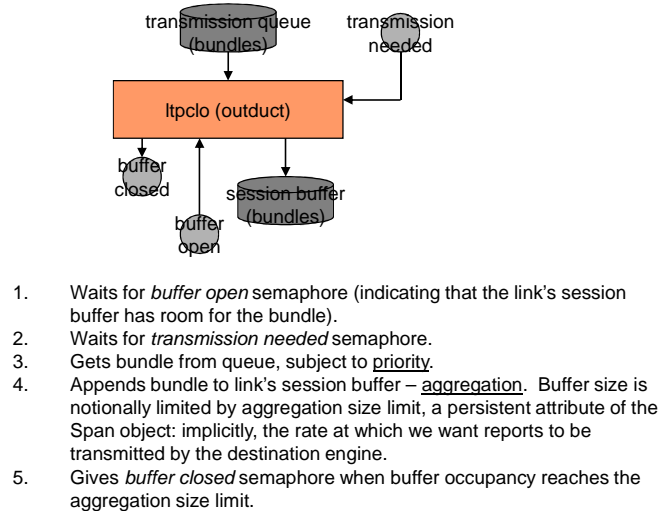 transmission queue
(bundles)
transmission
needed
ltpclo (outduct)
buffer
closed
session buffer
(bundles)
buffer
open
1. Waits for buffer open semaphore (indicating that the link's session
buffer has room for the bundle).
2. Waits for transmission needed semaphore.
3. Gets bundle from queue, subject to priority.
4. Appends bundle to link's session buffer – aggregation. Buffer size is
notionally limited by aggregation size limit, a persistent attribute of the
Span object: implicitly, the rate at which we want reports to be
transmitted by the destination engine.
5. Gives buffer closed semaphore when buffer occupancy reaches the
aggregation size limit.